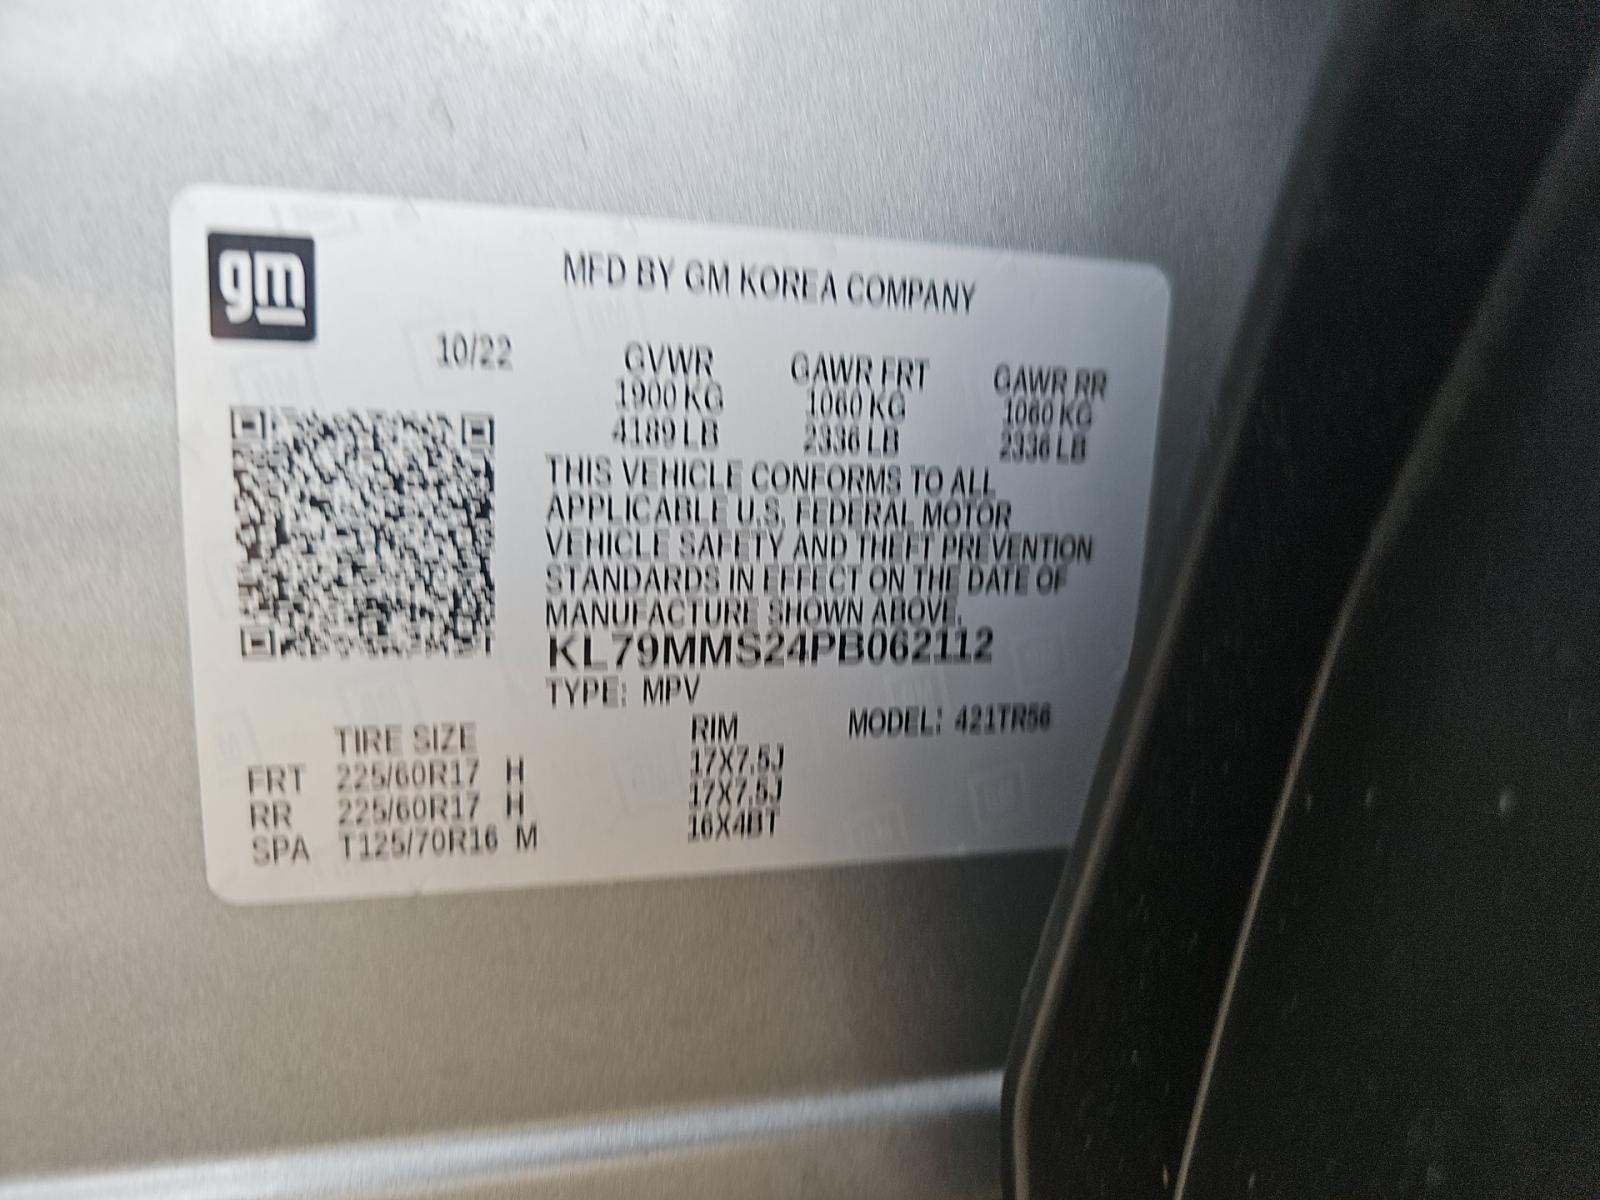 gm
MFD BY GM KOREA COMPANY
10/22 GVWR GAWR FRT GAWR RR
1900 KG 1060 KG 1060 KG
4189 LB 2336 LB 2336 LB
THIS VEHICLE CONFORMS TO ALL
APPLICABLE U.S. FEDERAL MOTOR
VEHICLE SAFETY AND THEFT PREVENTION
STANDARDS IN EFFECT ON THE DATE OF
MANUFACTURE SHOWN ABOVE.
KL79MMS24PB062112
TYPE: MPV
TIRE SIZE RIM MODEL: 421TR56
FRT 225/60R17 H 17X7.5J
RR 225/60R17 H 17X7.5J
SPA T125/70R16 M 16X4BT